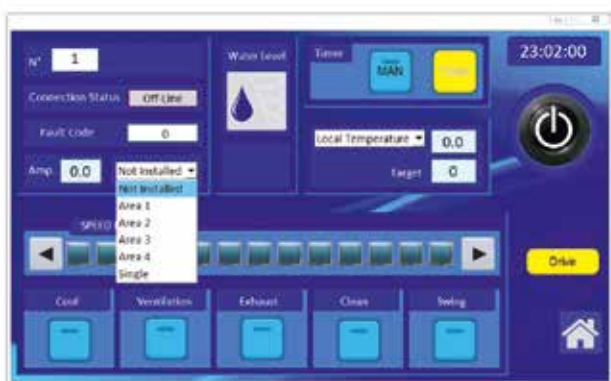 N° 1
Connection Status Off-Line
Fault Code 0
Amp 0.0 Not Installed
Not Installed
Area 1
Area 2
Area 3
Area 4
Single
Water Level
Timer
MAN
23:02:00
Local Temperature 0.0
Target 0
SPEED
Drive
Cool Ventilation Exhaust Clean Swing